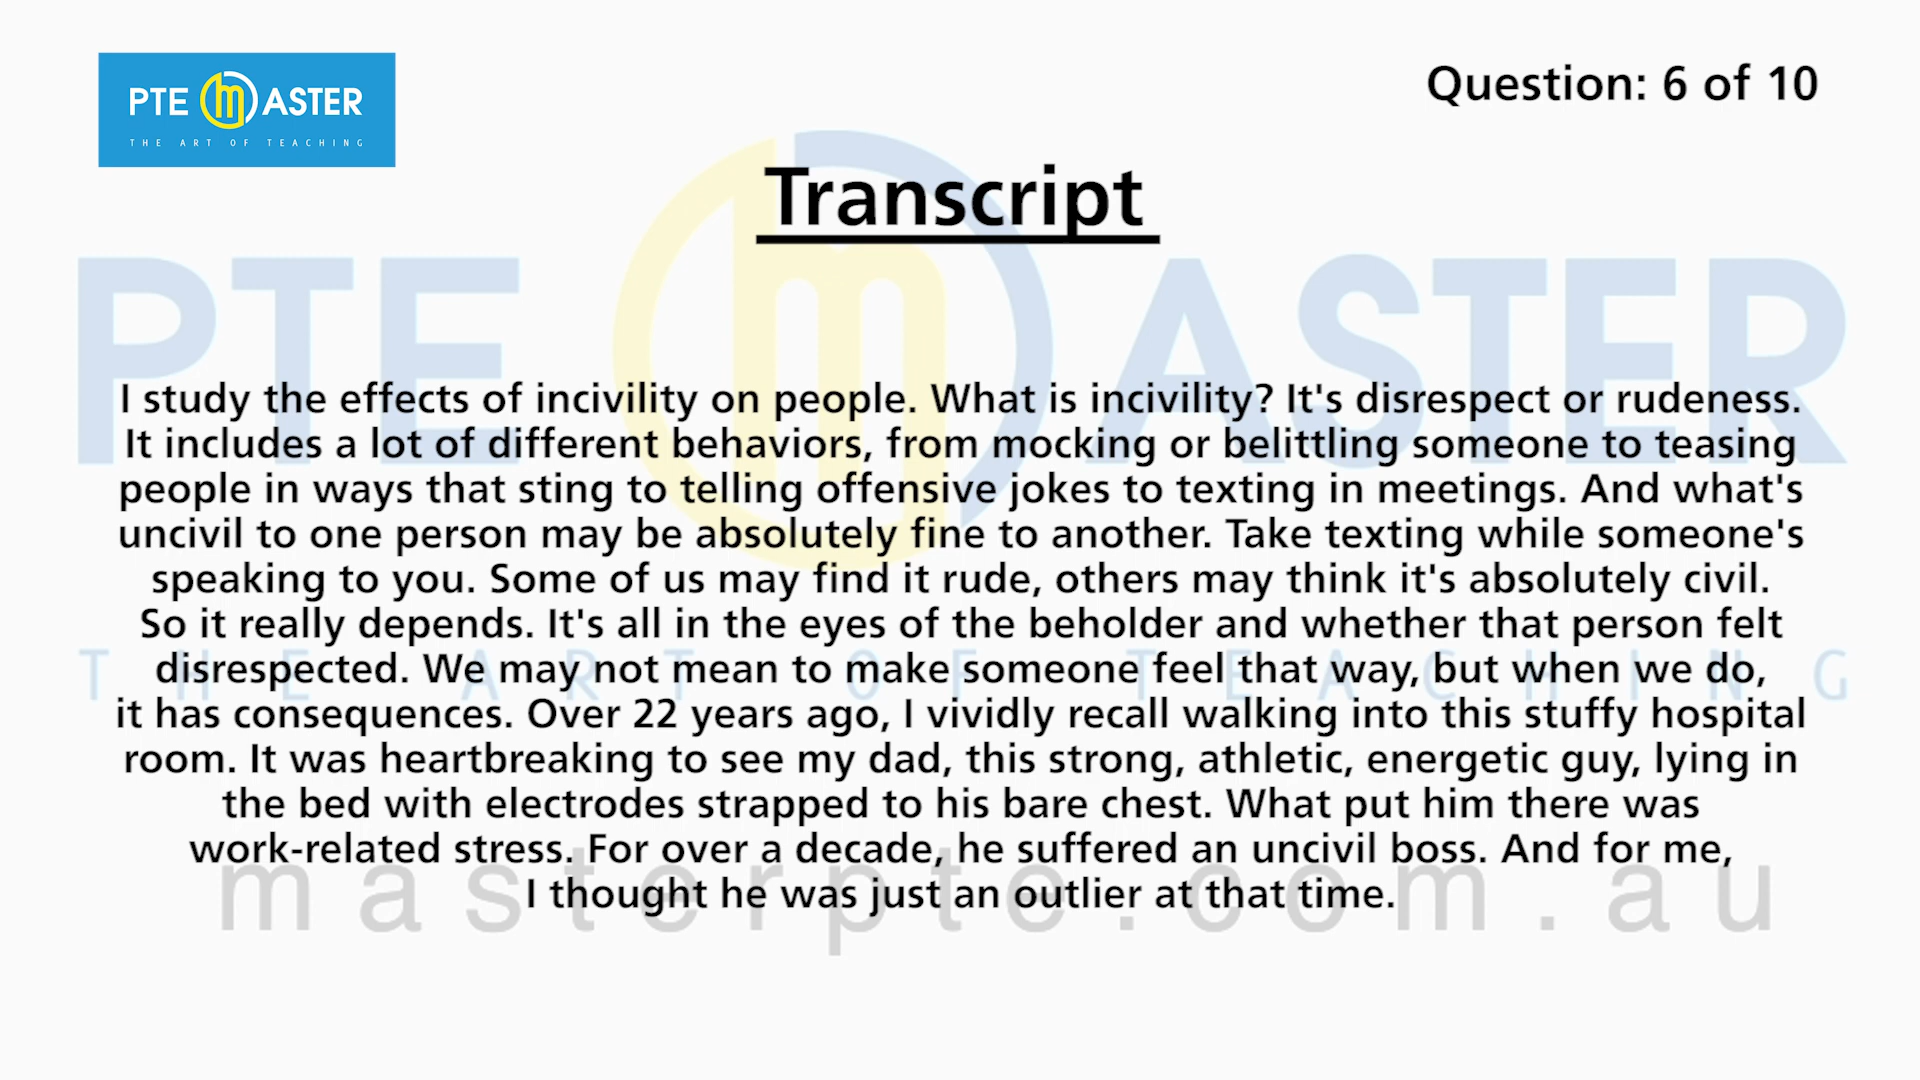 PTE MASTER
THE ART OF TEACHING
Question: 6 of 10
Transcript
PTE MASTER
I study the effects of incivility on people. What is incivility? It's disrespect or rudeness.
It includes a lot of different behaviors, from mocking or belittling someone to teasing
people in ways that sting to telling offensive jokes to texting in meetings. And what's
uncivil to one person may be absolutely fine to another. Take texting while someone's
speaking to you. Some of us may find it rude, others may think it's absolutely civil.
So it really depends. It's all in the eyes of the beholder and whether that person felt
THE ART OF TEACHING
disrespected. We may not mean to make someone feel that way, but when we do,
it has consequences. Over 22 years ago, I vividly recall walking into this stuffy hospital
room. It was heartbreaking to see my dad, this strong, athletic, energetic guy, lying in
the bed with electrodes strapped to his bare chest. What put him there was
work-related stress. For over a decade, he suffered an uncivil boss. And for me,
I thought he was just an outlier at that time.
masterpte.com.au